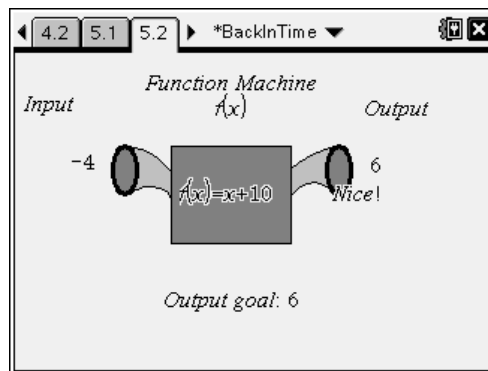 4.2 5.1 5.2 *BackInTime
Function Machine
f(x)
Input
Output
-4
f(x)=x+10
6
Nice!
Output goal: 6